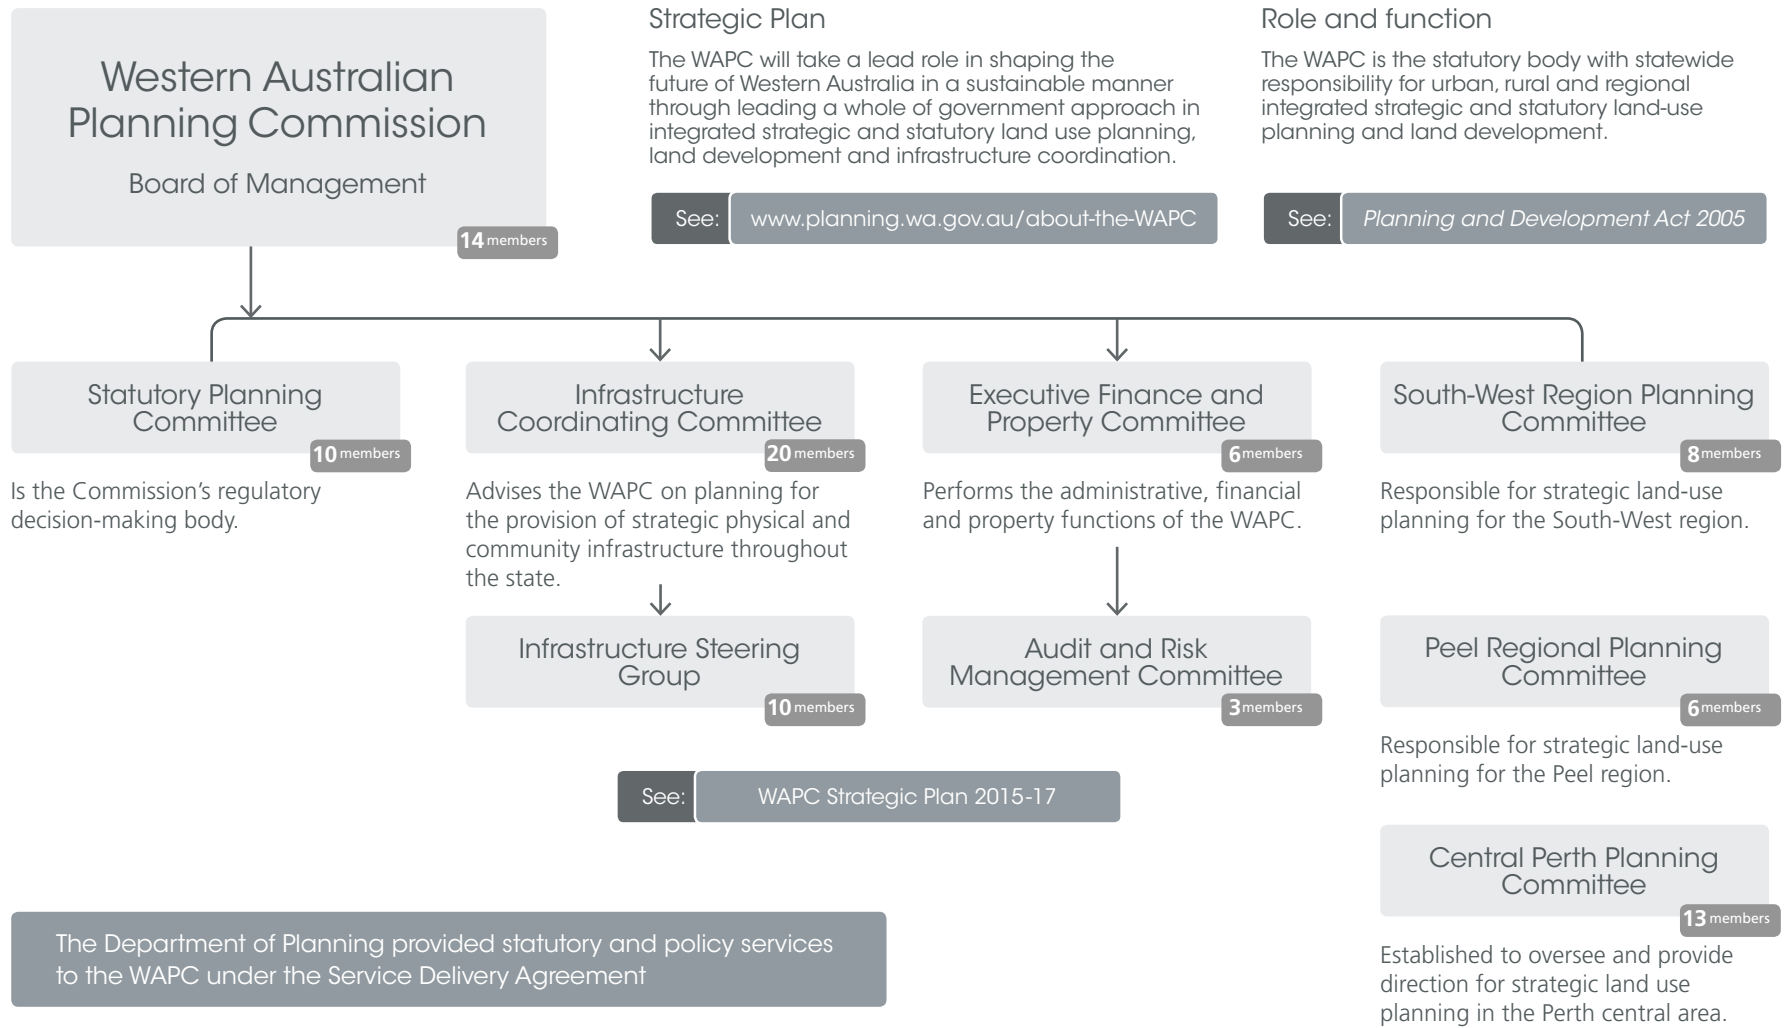 Western Australian
Planning Commission
Board of Management
14 members
Strategic Plan
The WAPC will take a lead role in shaping the
future of Western Australia in a sustainable manner
through leading a whole of government approach in
integrated strategic and statutory land use planning,
land development and infrastructure coordination.
See: www.planning.wa.gov.au/about-the-WAPC
Role and function
The WAPC is the statutory body with statewide
responsibility for urban, rural and regional
integrated strategic and statutory land-use
planning and land development.
See: Planning and Development Act 2005
Statutory Planning
Committee
10 members
Is the Commission’s regulatory
decision-making body.
Infrastructure
Coordinating Committee
20 members
Advises the WAPC on planning for
the provision of strategic physical and
community infrastructure throughout
the state.
Infrastructure Steering
Group
10 members
Executive Finance and
Property Committee
6 members
Performs the administrative, financial
and property functions of the WAPC.
Audit and Risk
Management Committee
3 members
South-West Region Planning
Committee
8 members
Responsible for strategic land-use
planning for the South-West region.
Peel Regional Planning
Committee
6 members
Responsible for strategic land-use
planning for the Peel region.
Central Perth Planning
Committee
13 members
Established to oversee and provide
direction for strategic land use
planning in the Perth central area.
See: WAPC Strategic Plan 2015-17
The Department of Planning provided statutory and policy services
to the WAPC under the Service Delivery Agreement